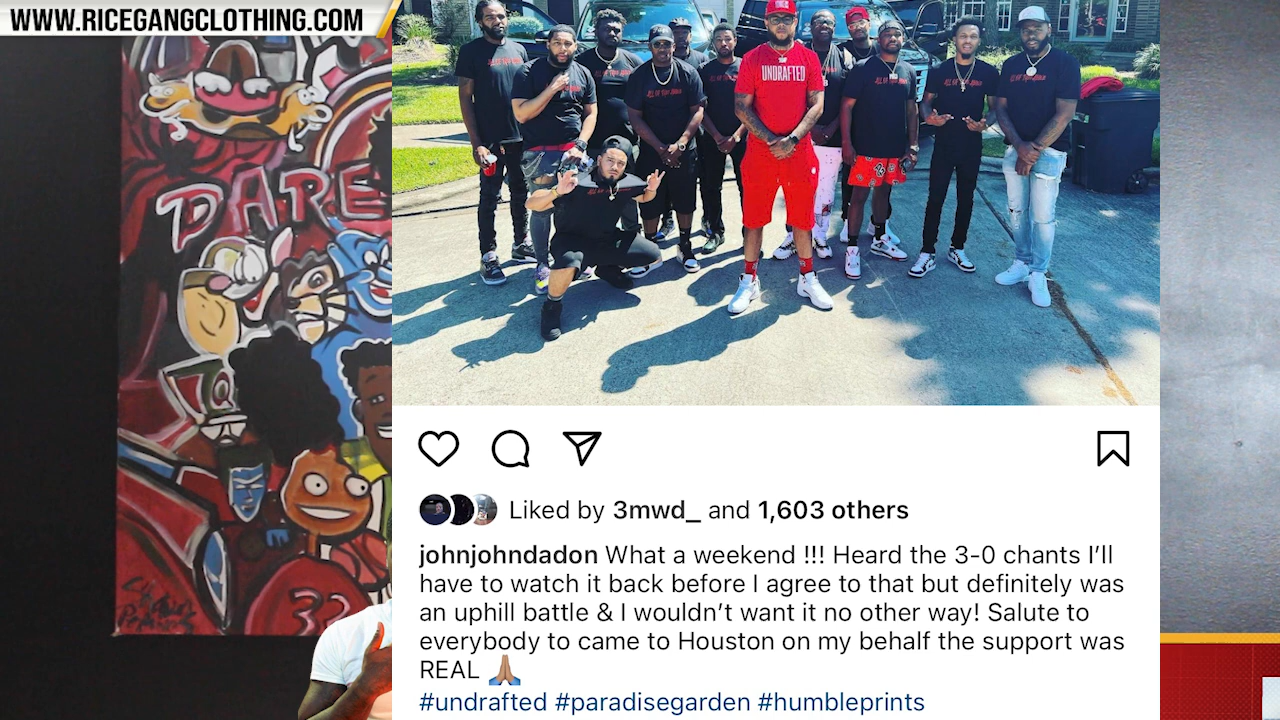 WWW.RICEGANGCLOTHING.COM
DARE
UNDRAFTED
32
Liked by 3mwd_ and 1,603 others
johnjohndadon What a weekend !!! Heard the 3-0 chants I’ll
have to watch it back before I agree to that but definitely was
an uphill battle & I wouldn’t want it no other way! Salute to
everybody to came to Houston on my behalf the support was
REAL 🙏🏽
#undrafted #paradisegarden #humbleprints